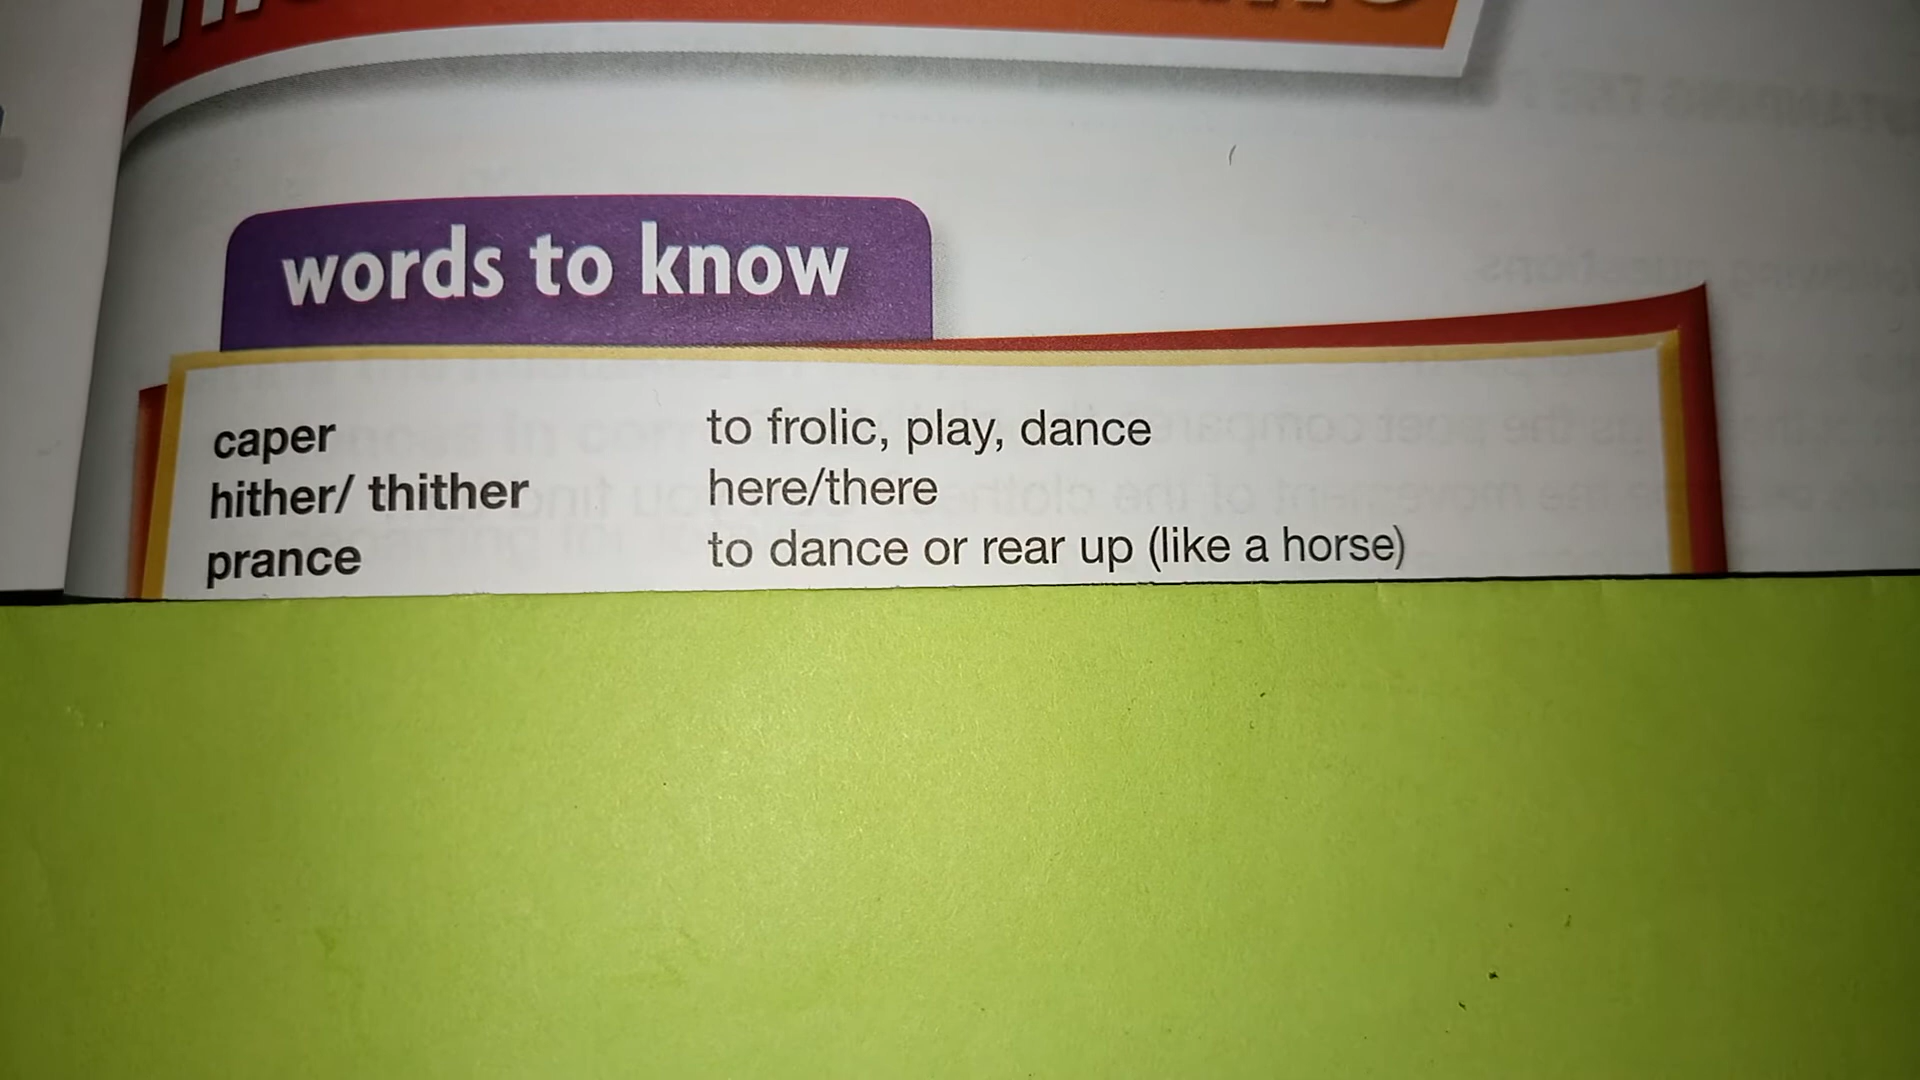 words to know
caper to frolic, play, dance
hither/ thither here/there
prance to dance or rear up (like a horse)